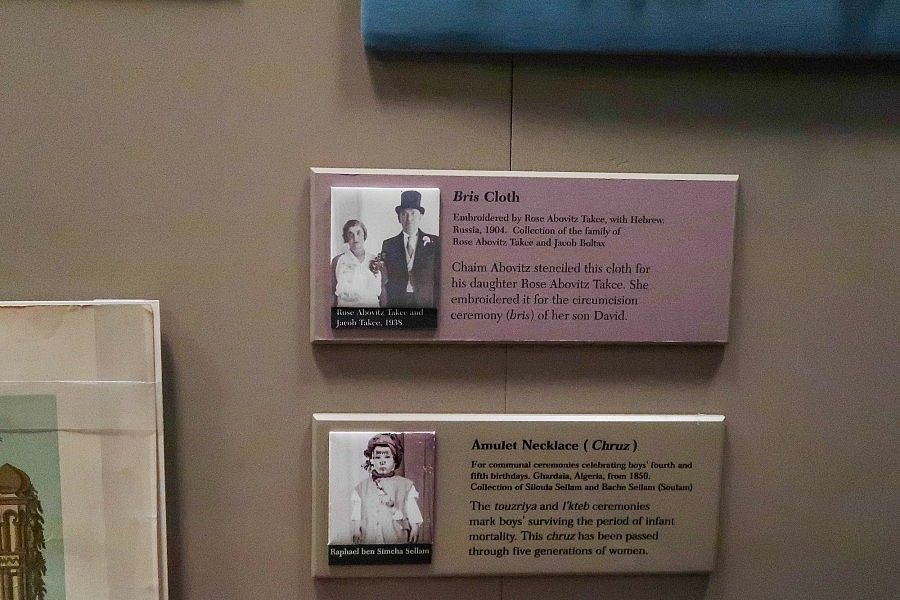 Bris Cloth
Embroidered by Rose Abovitz Takce, with Hebrew.
Russia, 1904. Collection of the family of
Rose Abovitz Takce and Jacob Boltax
Chaim Abovitz stenciled this cloth for
his daughter Rose Abovitz Takce. She
embroidered it for the circumcision
ceremony (bris) of her son David.
Rose Abovitz Takce and
Jacob Takce, 1938
Amulet Necklace ( Chruz )
For communal ceremonies celebrating boys' fourth and
fifth birthdays. Ghardaia, Algeria, from 1850.
Collection of Siloula Sellam and Bache Sellam (Soulam)
The touzriya and l'kteb ceremonies
mark boys' surviving the period of infant
mortality. This chruz has been passed
through five generations of women.
Raphael ben Simcha Sellam